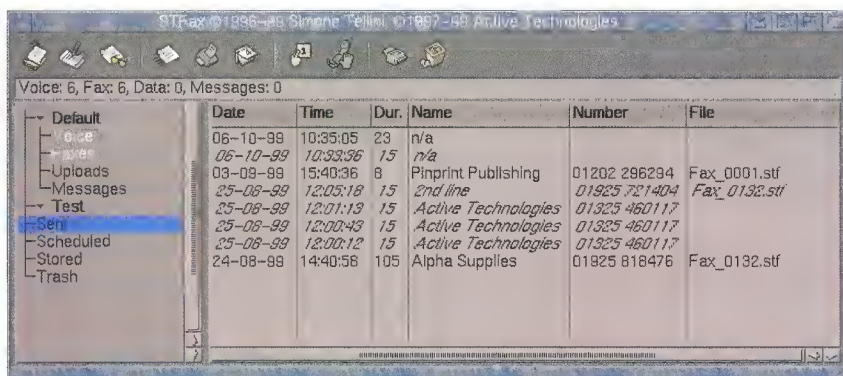 STFax ©1996-99 Simone Tellini, ©1997-99 Active Technologies
Voice: 6, Fax: 6, Data: 0, Messages: 0
Default
Voice
Faxes
Uploads
Messages
Test
Sent
Scheduled
Stored
Trash
Date Time Dur. Name Number File
06-10-99 10:35:05 23 n/a
06-10-99 10:33:36 15 n/a
03-09-99 15:40:36 8 Pinprint Publishing 01202 296294 Fax_0001.stf
25-08-99 12:05:18 15 2nd line 01925 721404 Fax_0132.stf
25-08-99 12:01:13 15 Active Technologies 01325 460117
25-08-99 12:00:43 15 Active Technologies 01325 460117
25-08-99 12:00:12 15 Active Technologies 01325 460117
24-08-99 14:40:56 105 Alpha Supplies 01925 818476 Fax_0132.stf